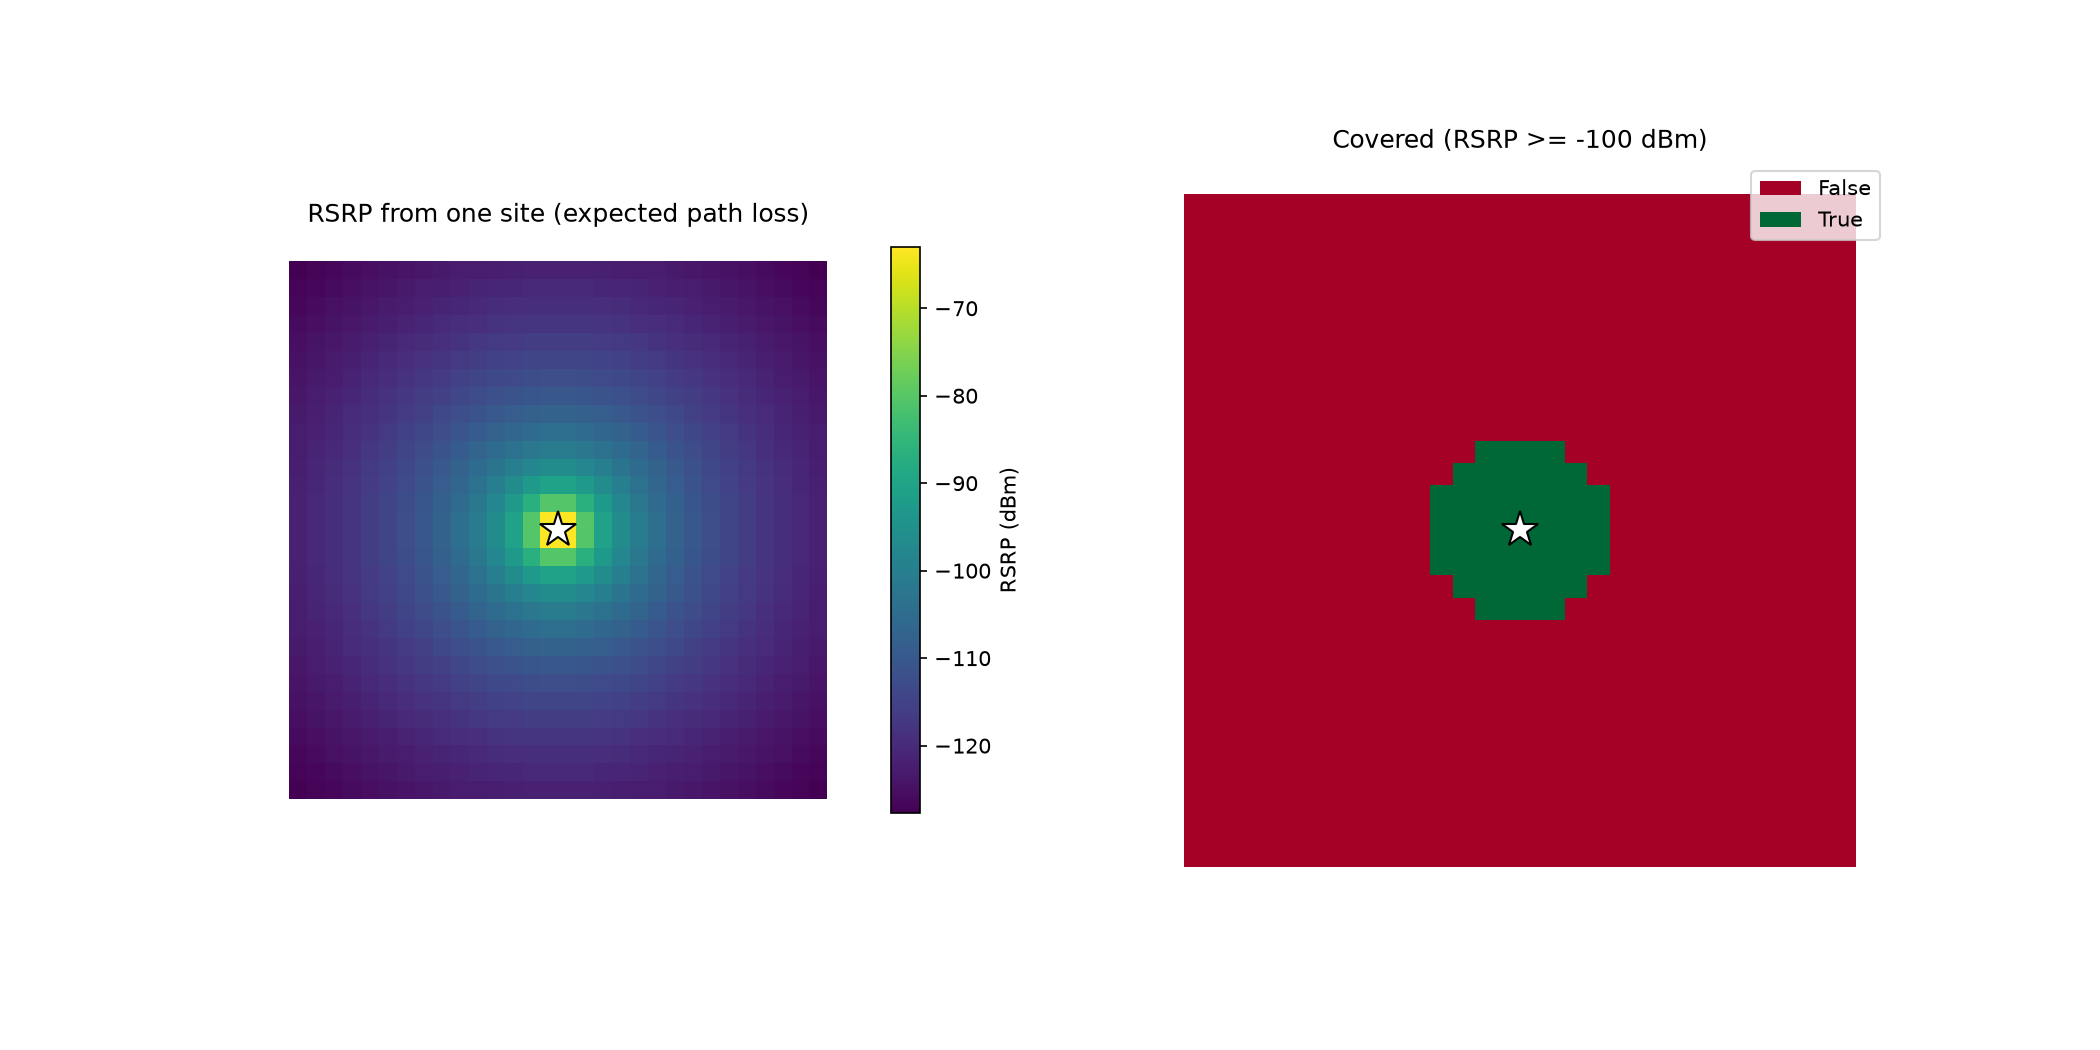 RSRP from one site (expected path loss)
−70
−80
−90
−100
−110
−120
RSRP (dBm)
Covered (RSRP >= -100 dBm)
False
True